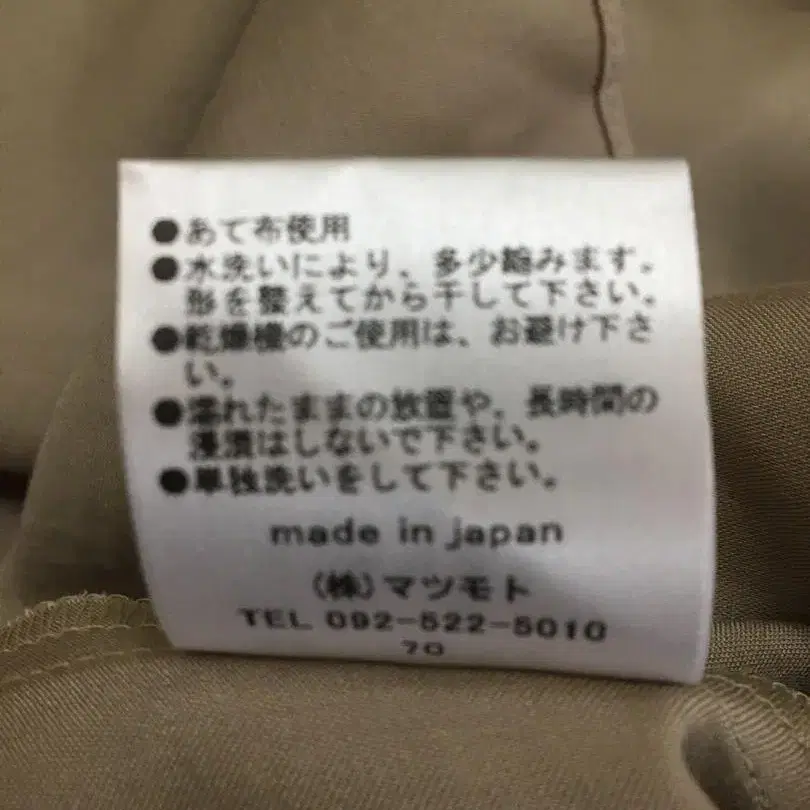 ●あて布使用
●水洗いにより、多少縮みます。
形を整えてから干して下さい。
●乾燥機のご使用は、お避け下さ
い。
●濡れたままの放置や、長時間の
浸漬はしないで下さい。
●単独洗いをして下さい。
made in japan
(株)マツモト
TEL 092-522-5010
70